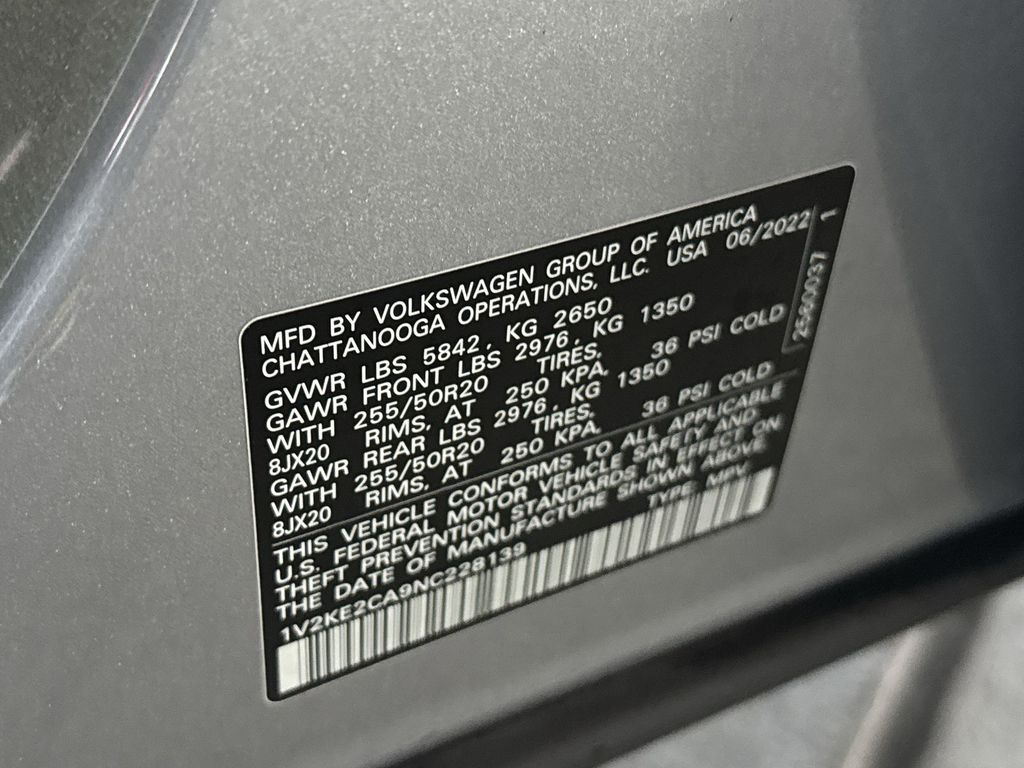 MFD BY VOLKSWAGEN GROUP OF AMERICA
CHATTANOOGA OPERATIONS, LLC. USA 06/2022
GVWR LBS 5842, KG 2650
GAWR FRONT LBS 2976, KG 1350
WITH 255/50R20 TIRES,
8JX20 RIMS, AT 250 KPA, 36 PSI COLD
GAWR REAR LBS 2976, KG 1350
WITH 255/50R20 TIRES,
8JX20 RIMS, AT 250 KPA, 36 PSI COLD
THIS VEHICLE CONFORMS TO ALL APPLICABLE
U.S. FEDERAL MOTOR VEHICLE SAFETY AND
THEFT PREVENTION STANDARDS IN EFFECT ON
THE DATE OF MANUFACTURE SHOWN ABOVE
1V2KE2CA9NC228139 TYPE: MPV
2560037 1